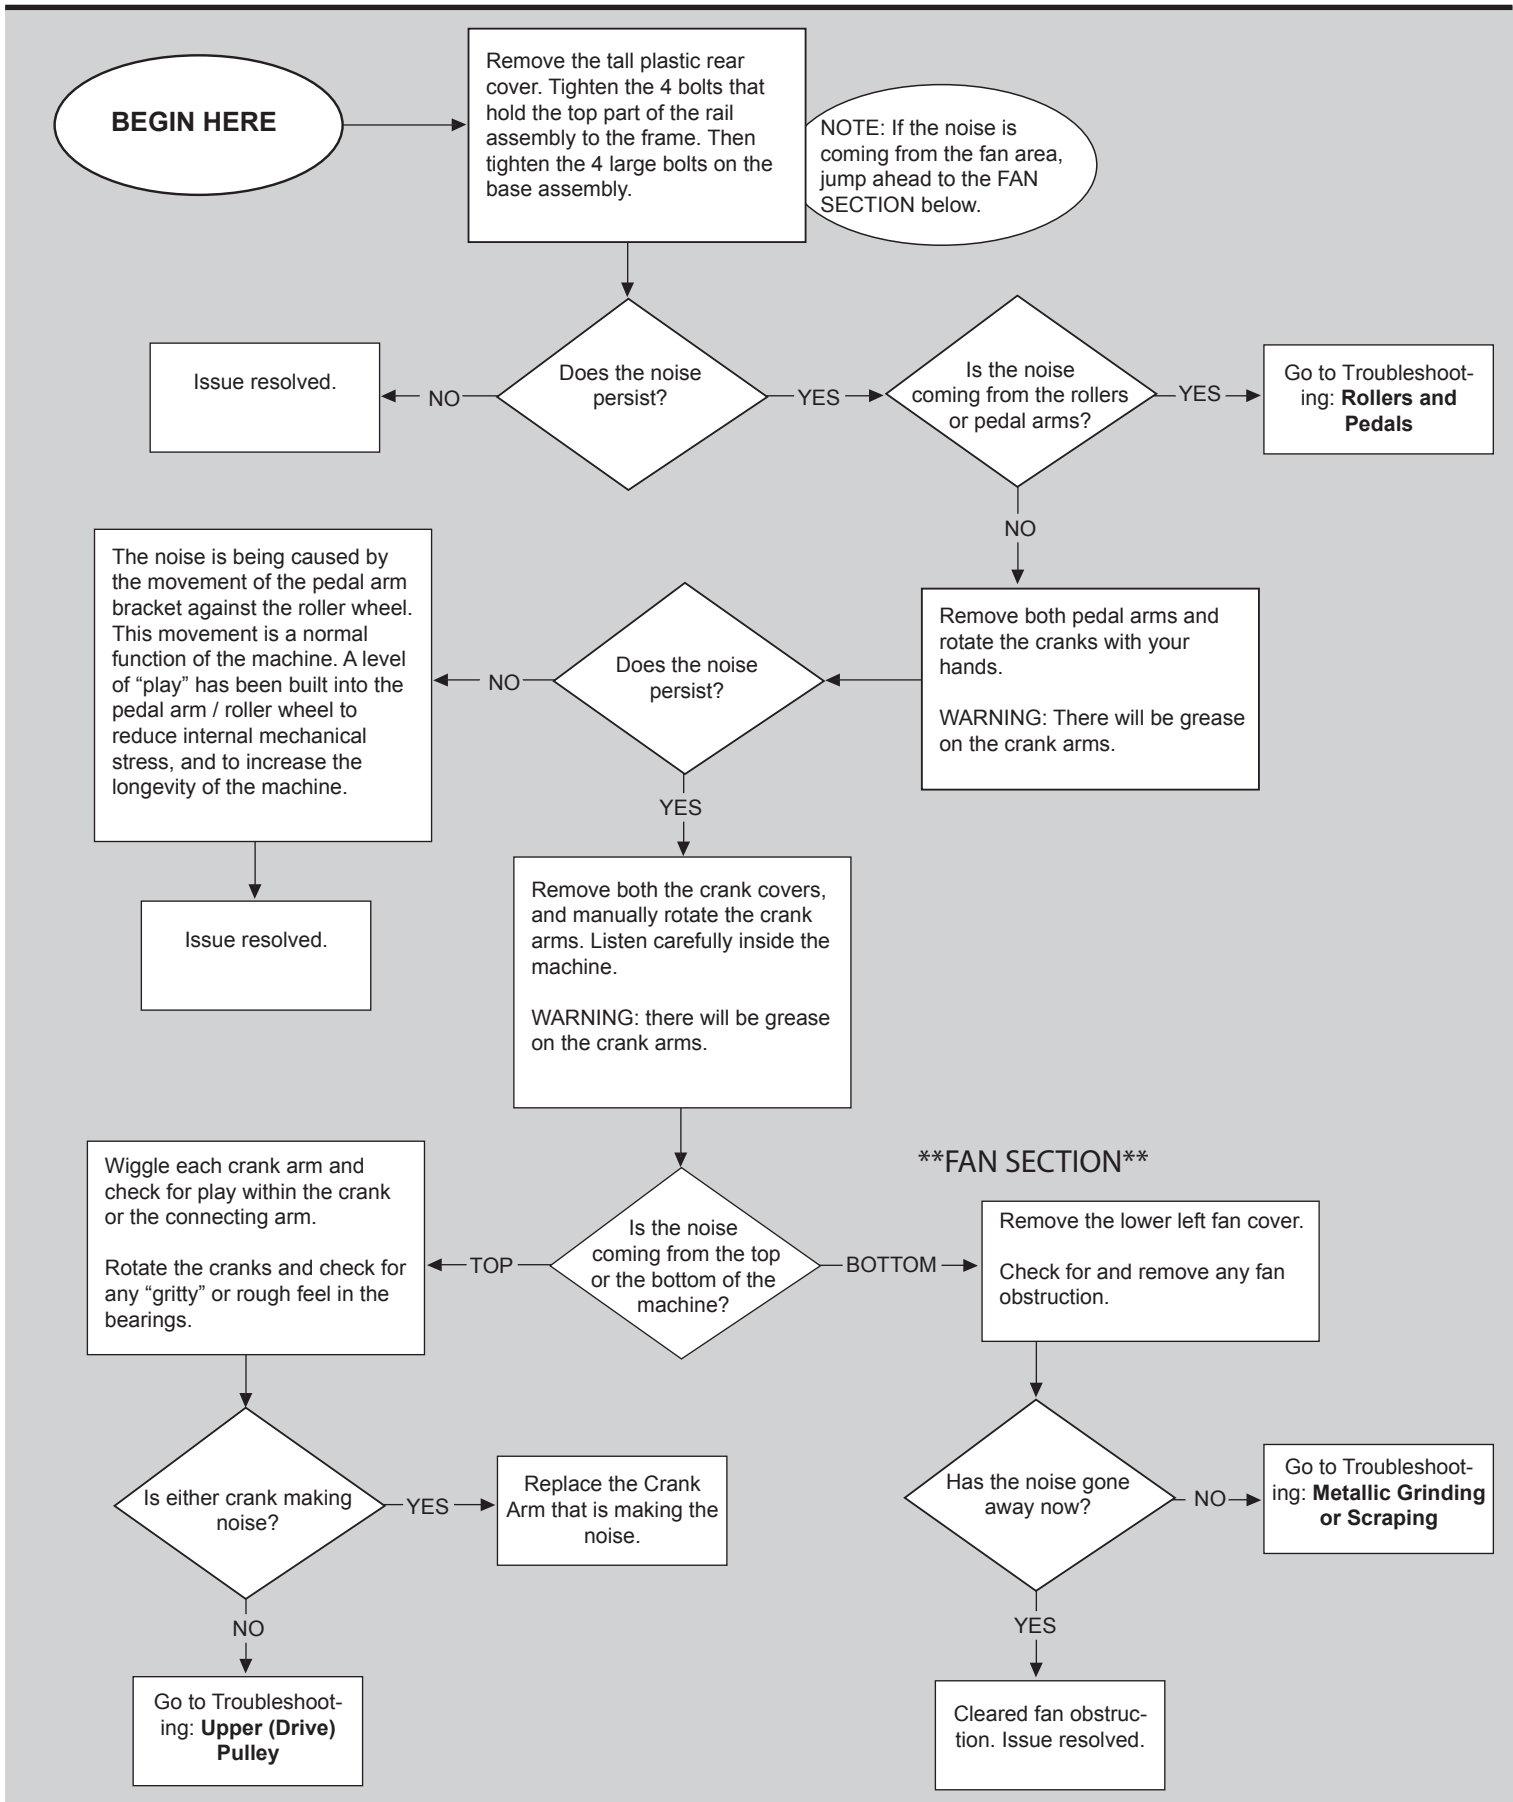 BEGIN HERE
Remove the tall plastic rear
cover. Tighten the 4 bolts that
hold the top part of the rail
assembly to the frame. Then
tighten the 4 large bolts on the
base assembly.
NOTE: If the noise is
coming from the fan area,
jump ahead to the FAN
SECTION below.
Issue resolved.
NO
Does the noise
persist?
YES
Is the noise
coming from the rollers
or pedal arms?
YES
Go to Troubleshoot-
ing: Rollers and
Pedals
NO
The noise is being caused by
the movement of the pedal arm
bracket against the roller wheel.
This movement is a normal
function of the machine. A level
of “play” has been built into the
pedal arm / roller wheel to
reduce internal mechanical
stress, and to increase the
longevity of the machine.
NO
Does the noise
persist?
Remove both pedal arms and
rotate the cranks with your
hands.
WARNING: There will be grease
on the crank arms.
YES
Issue resolved.
Remove both the crank covers,
and manually rotate the crank
arms. Listen carefully inside the
machine.
WARNING: there will be grease
on the crank arms.
Wiggle each crank arm and
check for play within the crank
or the connecting arm.
Rotate the cranks and check for
any “gritty” or rough feel in the
bearings.
TOP
Is the noise
coming from the top
or the bottom of the
machine?
BOTTOM
**FAN SECTION**
Remove the lower left fan cover.
Check for and remove any fan
obstruction.
Is either crank making
noise?
YES
Replace the Crank
Arm that is making the
noise.
Has the noise gone
away now?
NO
Go to Troubleshoot-
ing: Metallic Grinding
or Scraping
NO
YES
Go to Troubleshoot-
ing: Upper (Drive)
Pulley
Cleared fan obstruc-
tion. Issue resolved.